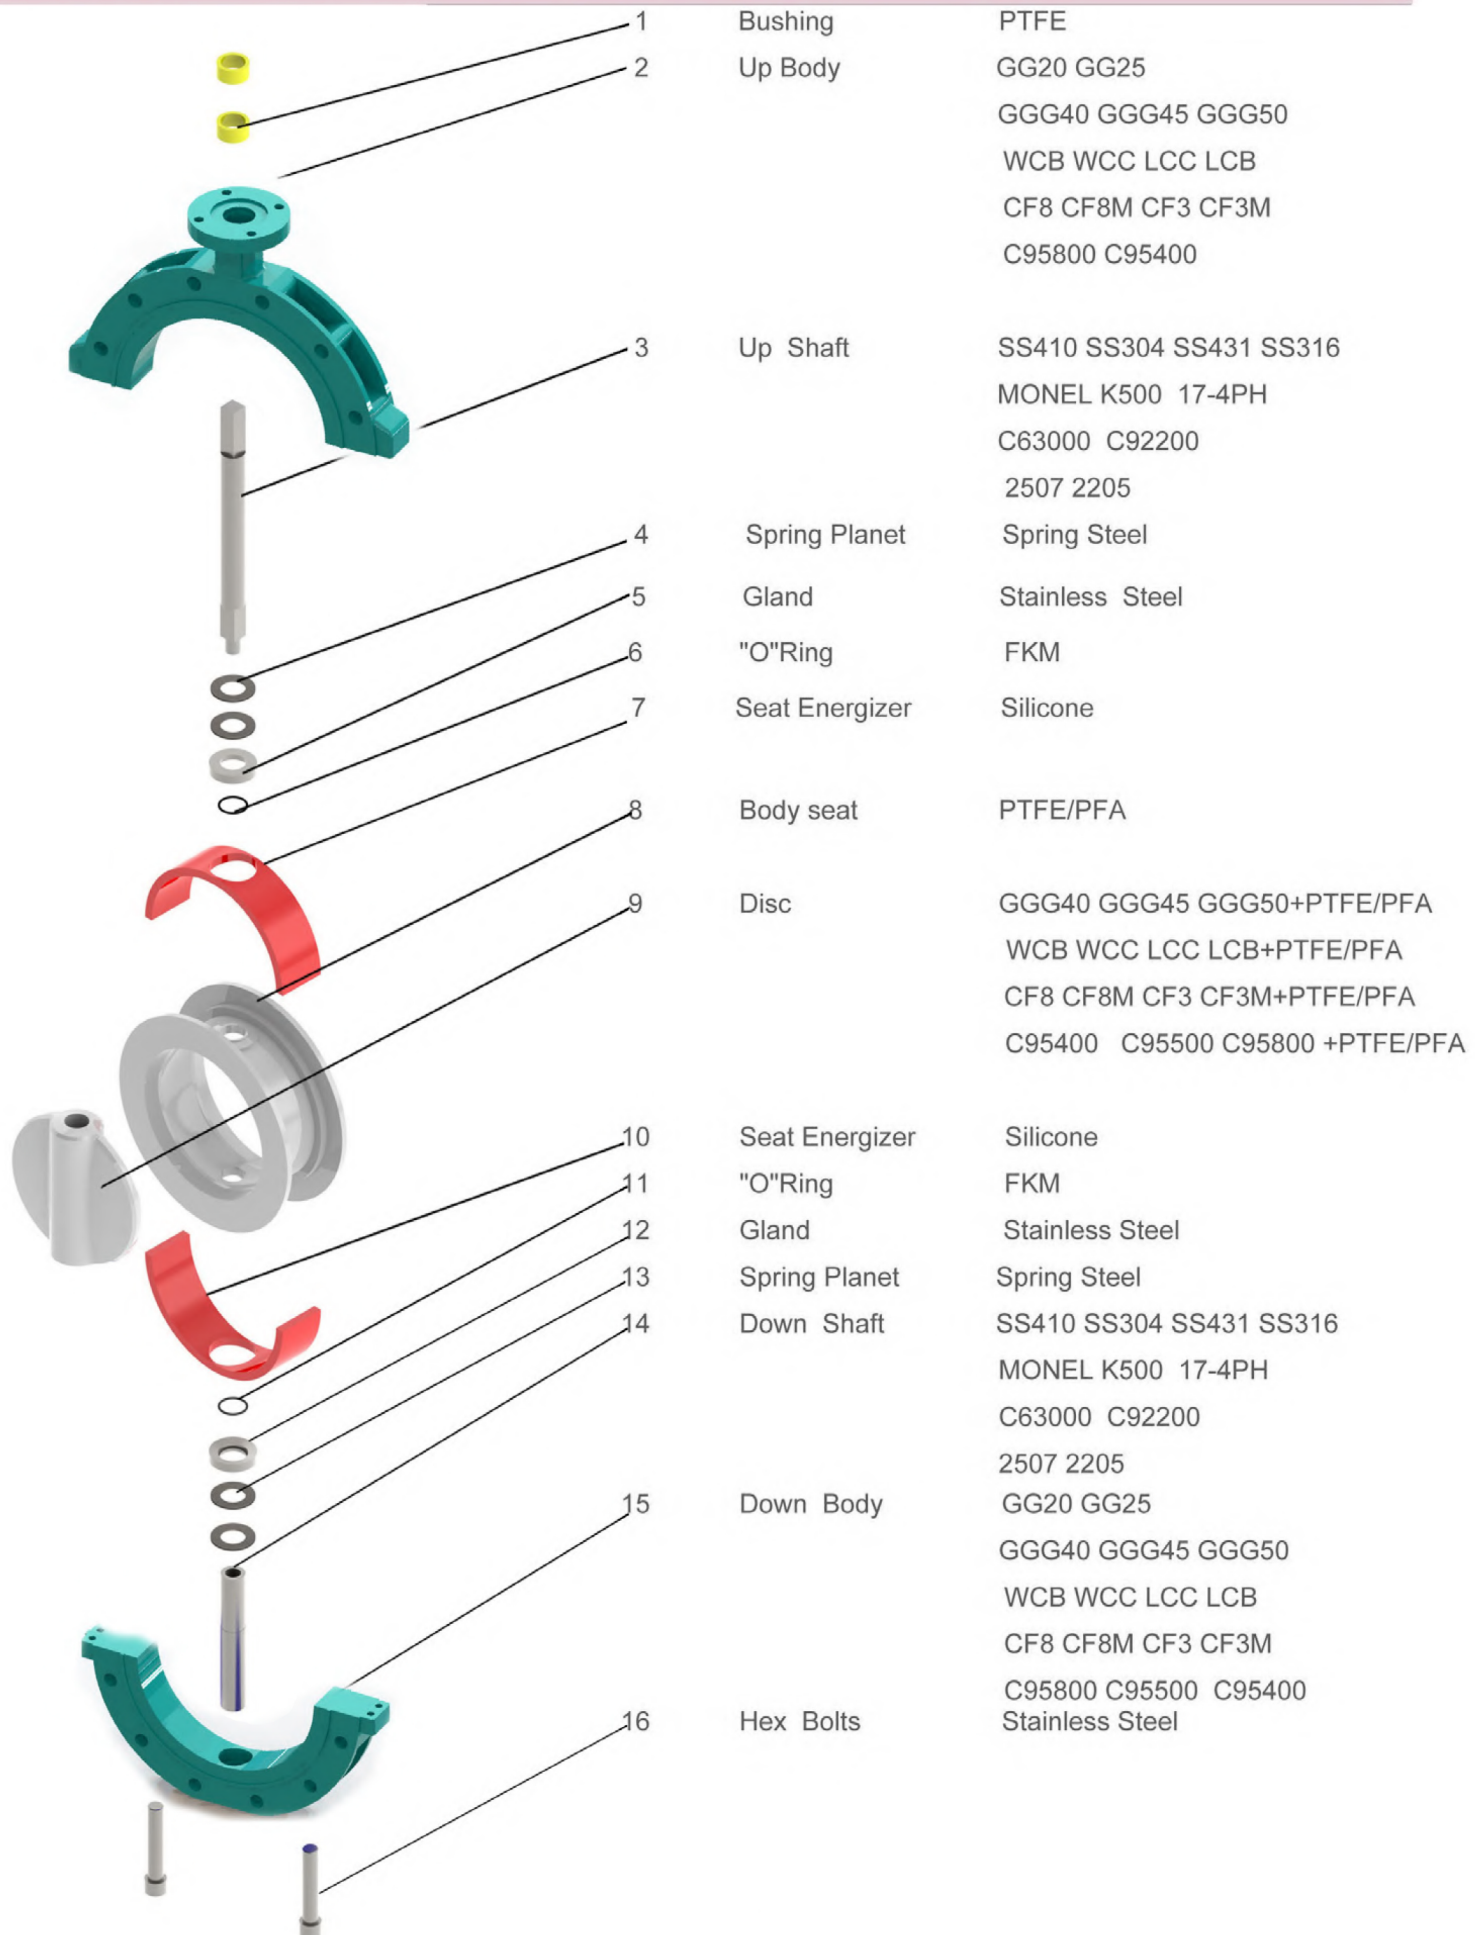 1 Bushing PTFE
2 Up Body GG20 GG25
GGG40 GGG45 GGG50
WCB WCC LCC LCB
CF8 CF8M CF3 CF3M
C95800 C95400
3 Up Shaft SS410 SS304 SS431 SS316
MONEL K500 17-4PH
C63000 C92200
2507 2205
4 Spring Planet Spring Steel
5 Gland Stainless Steel
6 "O"Ring FKM
7 Seat Energizer Silicone
8 Body seat PTFE/PFA
9 Disc GGG40 GGG45 GGG50+PTFE/PFA
WCB WCC LCC LCB+PTFE/PFA
CF8 CF8M CF3 CF3M+PTFE/PFA
C95400 C95500 C95800 +PTFE/PFA
10 Seat Energizer Silicone
11 "O"Ring FKM
12 Gland Stainless Steel
13 Spring Planet Spring Steel
14 Down Shaft SS410 SS304 SS431 SS316
MONEL K500 17-4PH
C63000 C92200
2507 2205
15 Down Body GG20 GG25
GGG40 GGG45 GGG50
WCB WCC LCC LCB
CF8 CF8M CF3 CF3M
C95800 C95500 C95400
16 Hex Bolts Stainless Steel